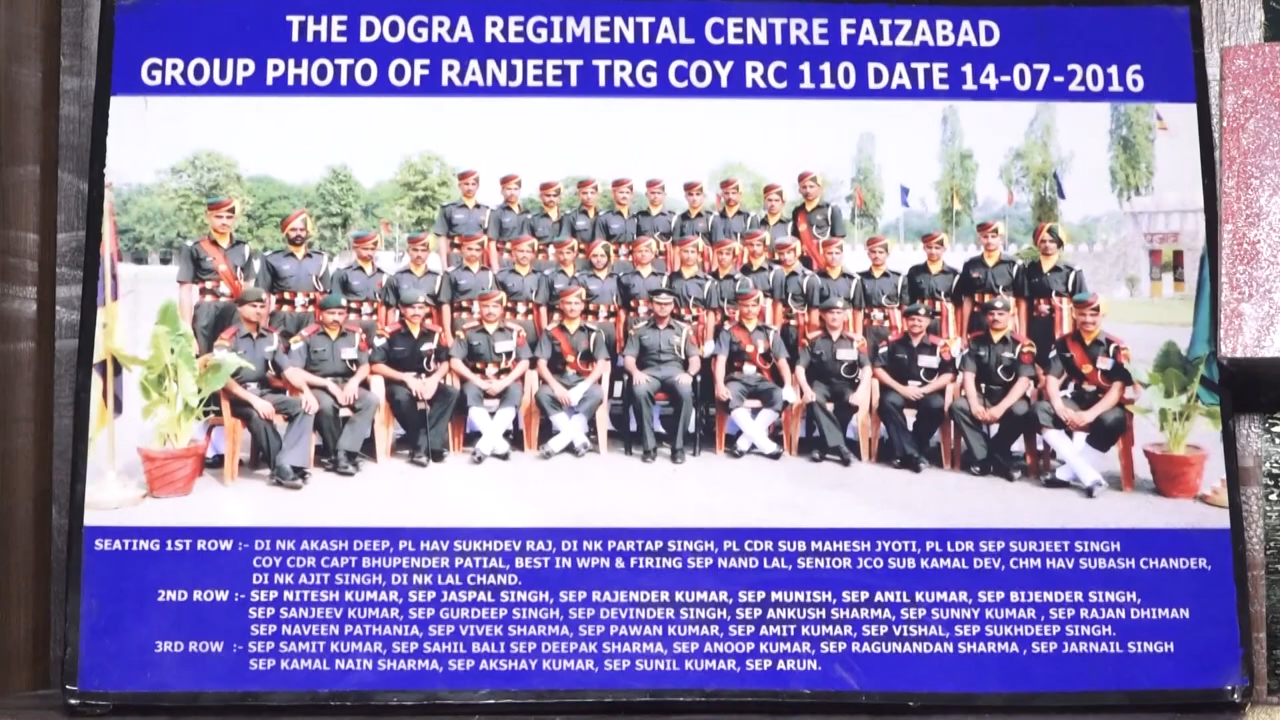 THE DOGRA REGIMENTAL CENTRE FAIZABAD
GROUP PHOTO OF RANJEET TRG COY RC 110 DATE 14-07-2016
SEATING 1ST ROW :- DI NK AKASH DEEP, PL HAV SUKHDEV RAJ, DI NK PARTAP SINGH, PL CDR SUB MAHESH JYOTI, PL LDR SEP SURJEET SINGH
COY CDR CAPT BHUPENDER PATIAL, BEST IN WPN & FIRING SEP NAND LAL, SENIOR JCO SUB KAMAL DEV, CHM HAV SUBASH CHANDER,
DI NK AJIT SINGH, DI NK LAL CHAND.
2ND ROW :- SEP NITESH KUMAR, SEP JASPAL SINGH, SEP RAJENDER KUMAR, SEP MUNISH, SEP ANIL KUMAR, SEP BIJENDER SINGH,
SEP SANJEEV KUMAR, SEP GURDEEP SINGH, SEP DEVINDER SINGH, SEP ANKUSH SHARMA, SEP SUNNY KUMAR , SEP RAJAN DHIMAN
SEP NAVEEN PATHANIA, SEP VIVEK SHARMA, SEP PAWAN KUMAR, SEP AMIT KUMAR, SEP VISHAL, SEP SUKHDEEP SINGH.
3RD ROW :- SEP SAMIT KUMAR, SEP SAHIL BALI SEP DEEPAK SHARMA, SEP ANOOP KUMAR, SEP RAGUNANDAN SHARMA , SEP JARNAIL SINGH
SEP KAMAL NAIN SHARMA, SEP AKSHAY KUMAR, SEP SUNIL KUMAR, SEP ARUN.